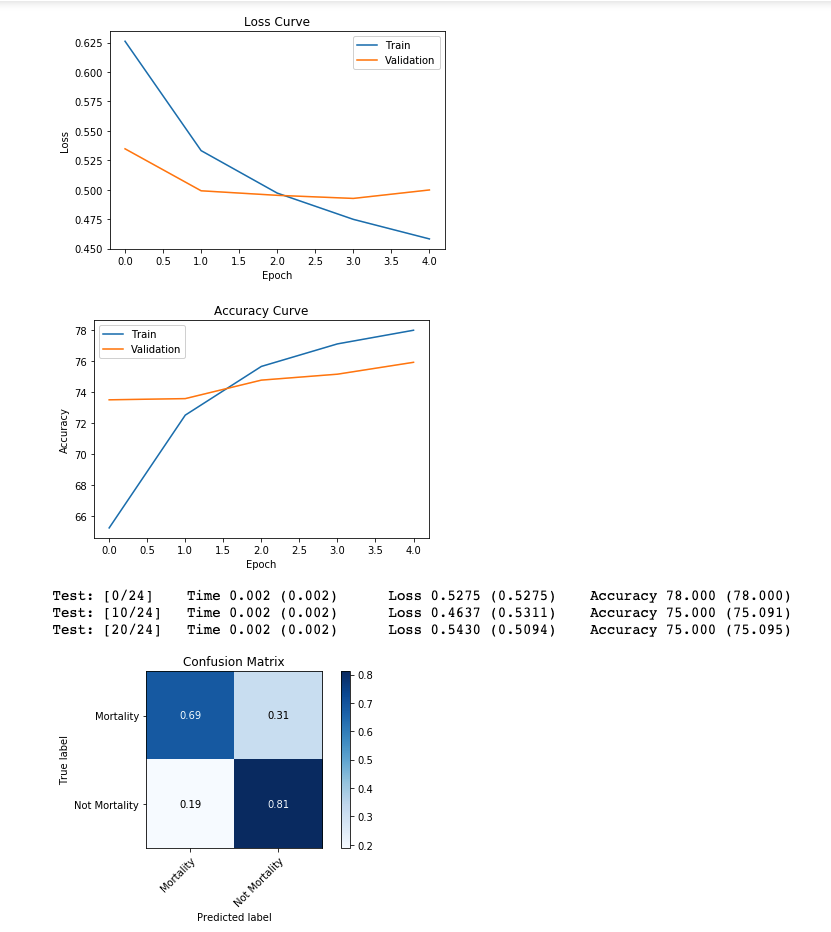 Loss Curve
Train
Validation
0.625
0.600
0.575
0.550
0.525
0.500
0.475
0.450
Loss
0.0 0.5 1.0 1.5 2.0 2.5 3.0 3.5 4.0
Epoch
Accuracy Curve
Train
Validation
78
76
74
72
70
68
66
Accuracy
0.0 0.5 1.0 1.5 2.0 2.5 3.0 3.5 4.0
Epoch
Test: [0/24] Time 0.002 (0.002) Loss 0.5275 (0.5275) Accuracy 78.000 (78.000)
Test: [10/24] Time 0.002 (0.002) Loss 0.4637 (0.5311) Accuracy 75.000 (75.091)
Test: [20/24] Time 0.002 (0.002) Loss 0.5430 (0.5094) Accuracy 75.000 (75.095)
Confusion Matrix
Mortality
Not Mortality
True label
0.69 0.31
0.19 0.81
Mortality
Not Mortality
Predicted label
0.8
0.7
0.6
0.5
0.4
0.3
0.2